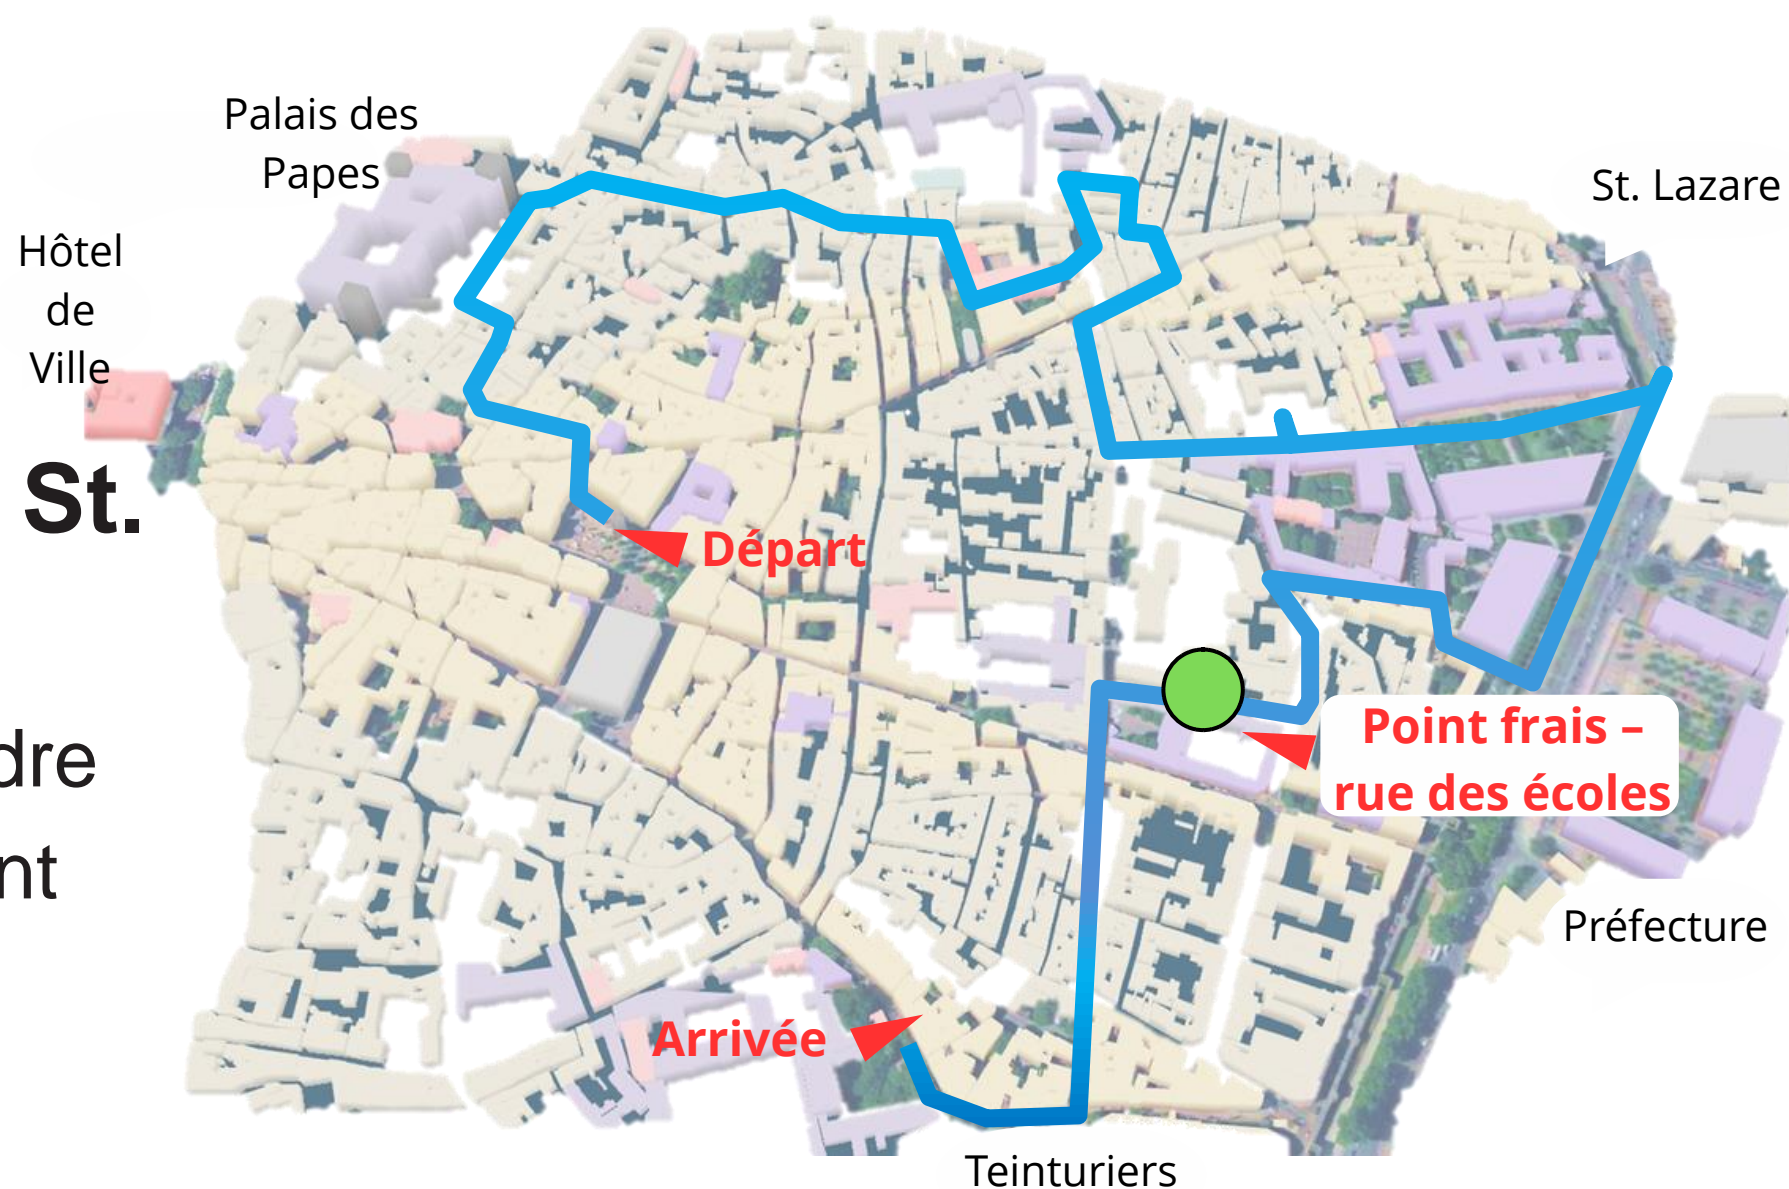 Palais des
Papes
St. Lazare
Hôtel
de
Ville
St.
Départ
Point frais –
rue des écoles
dre
nt
Préfecture
Arrivée
Teinturiers